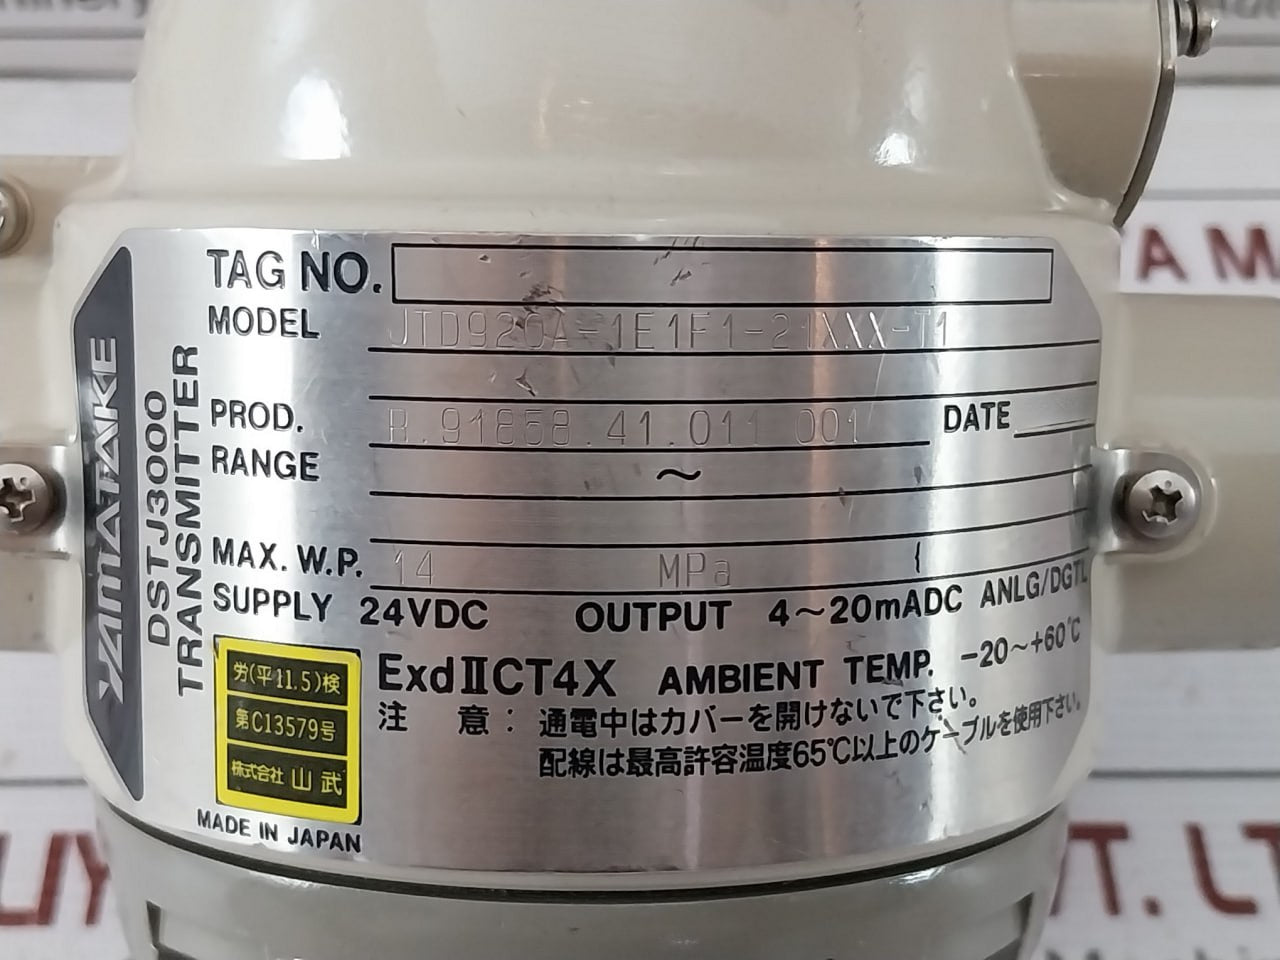 YAMATAKE
DSTJ3000
TRANSMITTER
TAG NO.
MODEL JTD920A-1E1F1-21XXX-T1
PROD. R.91858.41.011 001 DATE
RANGE ~
MAX. W.P. 14 MPa {
SUPPLY 24VDC OUTPUT 4~20mADC ANLG/DGTL
ExdⅡCT4X AMBIENT TEMP. -20~+60℃
労(平11.5)検
第C13579号
株式会社 山武
注 意: 通電中はカバーを開けないで下さい。
配線は最高許容温度65℃以上のケーブルを使用下さい。
MADE IN JAPAN
A M
LIY
T. LT